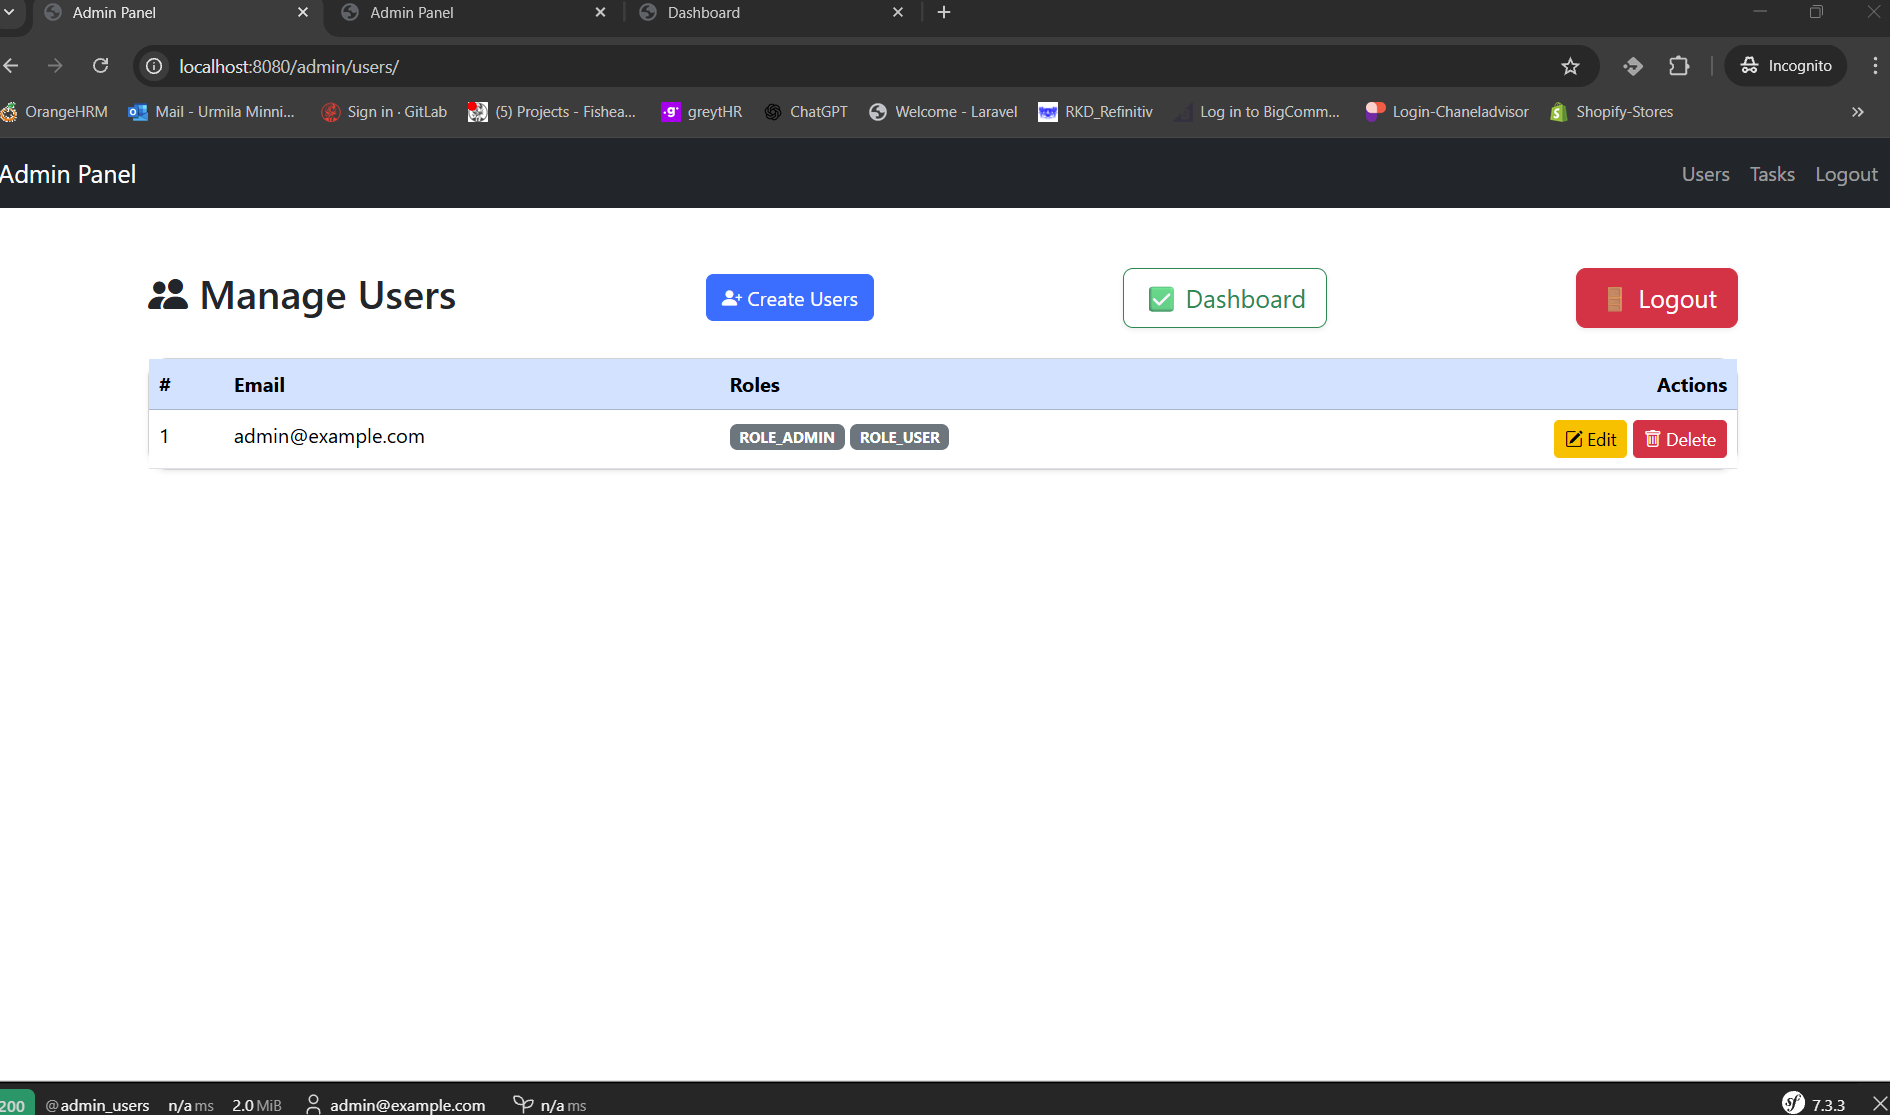 Admin Panel Admin Panel Dashboard
localhost:8080/admin/users/ Incognito
OrangeHRM Mail - Urmila Minni... Sign in · GitLab (5) Projects - Fishea... greytHR ChatGPT Welcome - Laravel RKD_Refinitiv Log in to BigComm... Login-Chaneladvisor Shopify-Stores
Admin Panel Users Tasks Logout
Manage Users Create Users Dashboard Logout
# Email Roles Actions
1 admin@example.com ROLE_ADMIN ROLE_USER Edit Delete
200 @admin_users n/a ms 2.0 MiB admin@example.com n/a ms sf 7.3.3